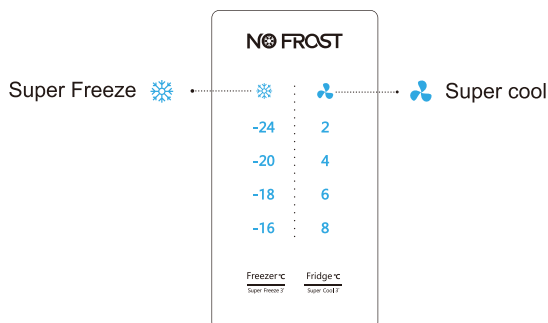 NO FROST
Super Freeze
Super cool
-24 2
-20 4
-18 6
-16 8
Freezer℃ Fridge℃
Super Freeze 3" Super Cool 3"